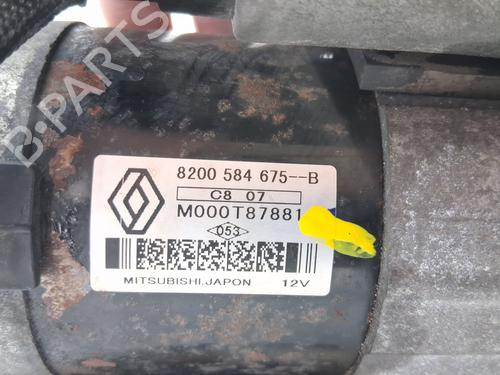 B-PARTS
8200 584 675--B
C8 07
M000T87881
053
MITSUBISHI.JAPON 12V